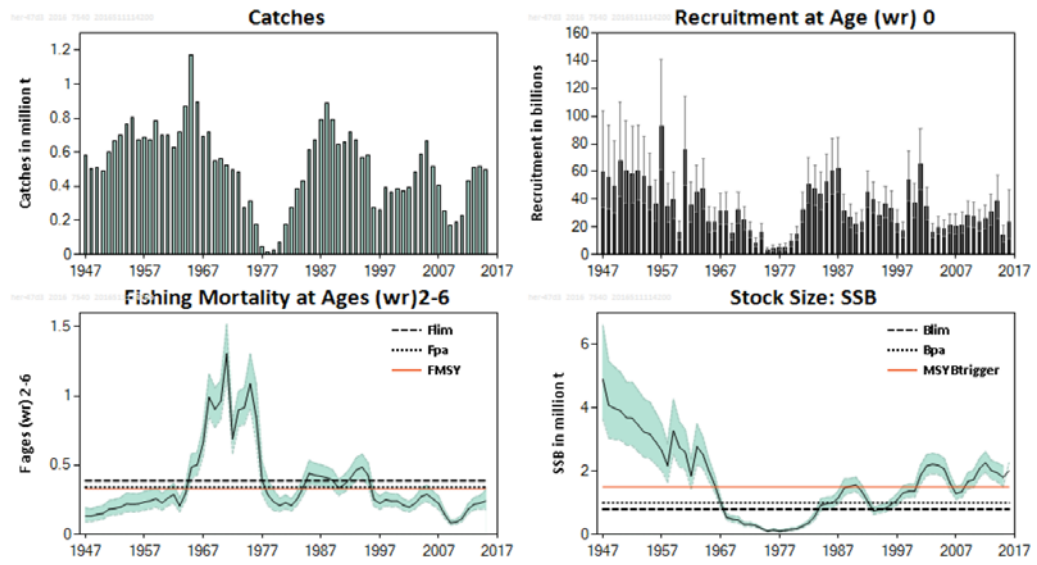 Catches
Catches in million t
1.2
1
0.8
0.6
0.4
0.2
0
1947 1957 1967 1977 1987 1997 2007 2017
Recruitment at Age (wr) 0
Recruitment in billions
160
140
120
100
80
60
40
20
0
1947 1957 1967 1977 1987 1997 2007 2017
Fishing Mortality at Ages (wr)2-6
F ages (wr) 2-6
1.5
1
0.5
0
Flim
Fpa
FMSY
1947 1957 1967 1977 1987 1997 2007 2017
Stock Size: SSB
SSB in million t
6
4
2
0
Blim
Bpa
MSYBtrigger
1947 1957 1967 1977 1987 1997 2007 2017